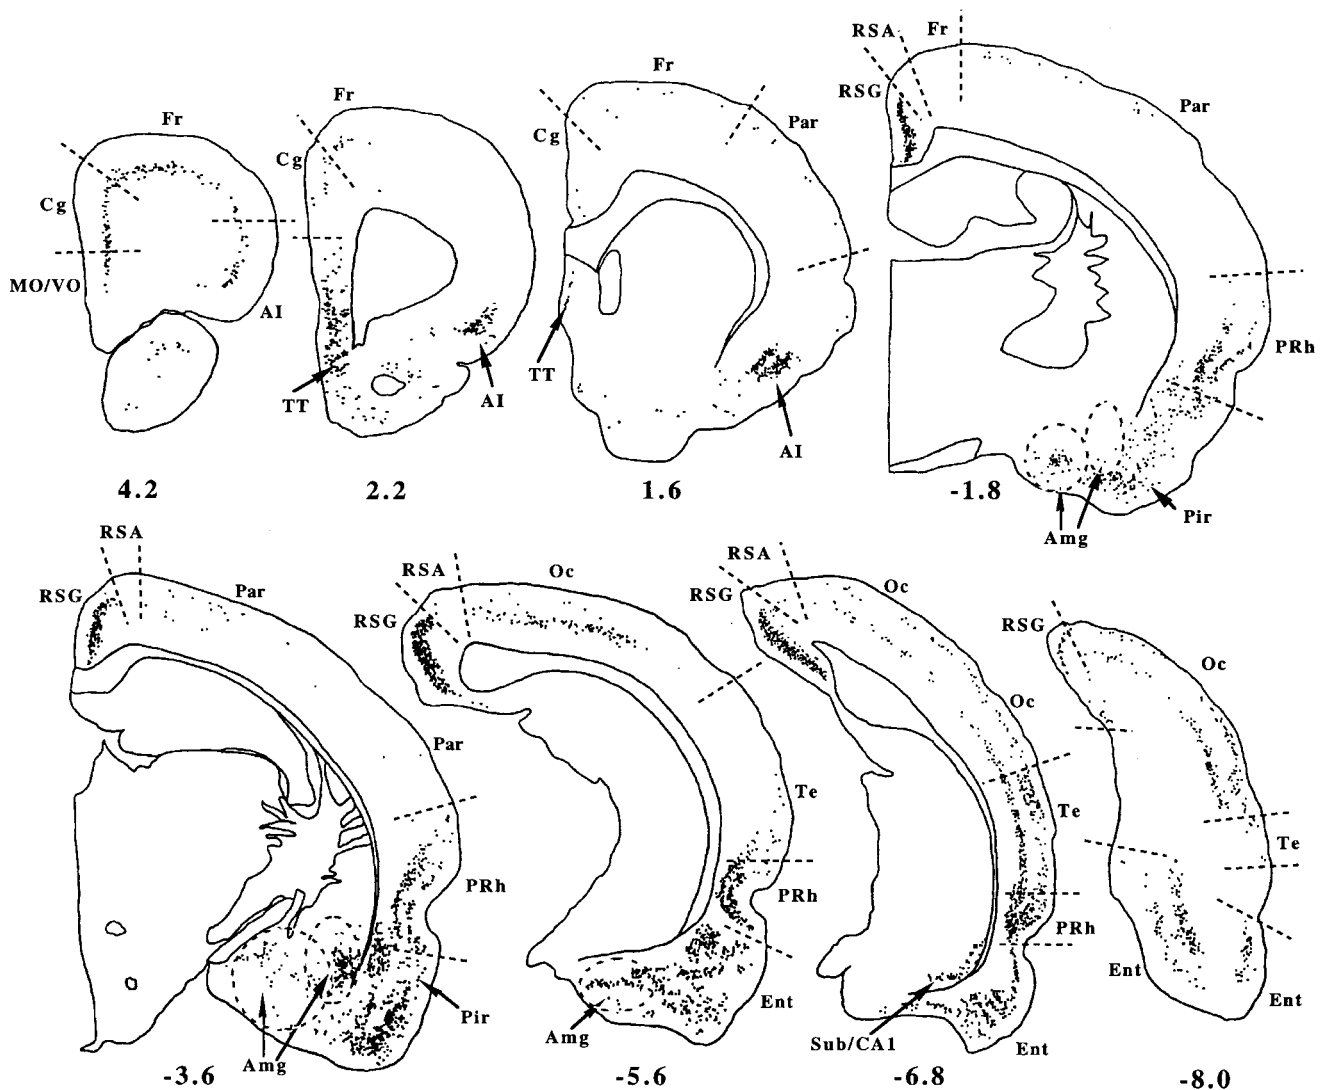 Fr
Cg
MO/VO
AI
4.2
Fr
Cg
TT
AI
2.2
Fr
Cg
Par
TT
AI
1.6
RSA
Fr
RSG
Par
PRh
Pir
Amg
-1.8
RSA
RSG
Par
Par
PRh
Pir
Amg
-3.6
RSA
Oc
RSG
Te
PRh
Ent
Amg
-5.6
RSA
RSG
Oc
Oc
Te
PRh
Sub/CA1
Ent
-6.8
RSG
Oc
Te
Ent
Ent
-8.0